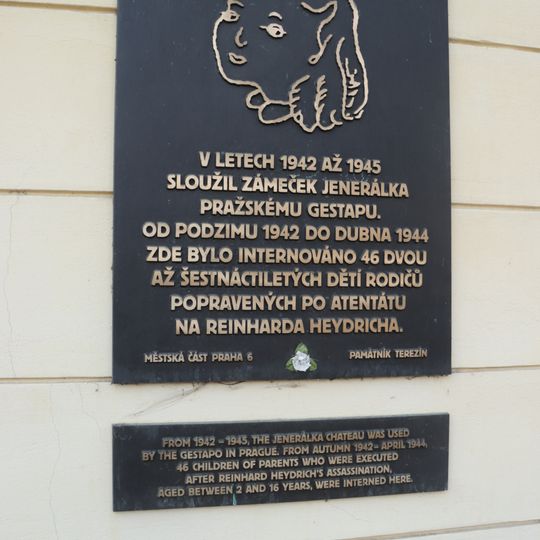 V LETECH 1942 AŽ 1945
SLOUŽIL ZÁMEČEK JENERÁLKA
PRAŽSKÉMU GESTAPU.
OD PODZIMU 1942 DO DUBNA 1944
ZDE BYLO INTERNOVÁNO 46 DVOU
AŽ ŠESTNÁCTILETÝCH DĚTÍ RODIČŮ
POPRAVENÝCH PO ATENTÁTU
NA REINHARDA HEYDRICHA.
MĚSTSKÁ ČÁST PRAHA 6 PAMÁTNÍK TEREZÍN
FROM 1942 - 1945, THE JENERÁLKA CHATEAU WAS USED
BY THE GESTAPO IN PRAGUE. FROM AUTUMN 1942 - APRIL 1944,
46 CHILDREN OF PARENTS WHO WERE EXECUTED
AFTER REINHARD HEYDRICH'S ASSASSINATION,
AGED BETWEEN 2 AND 16 YEARS, WERE INTERNED HERE.